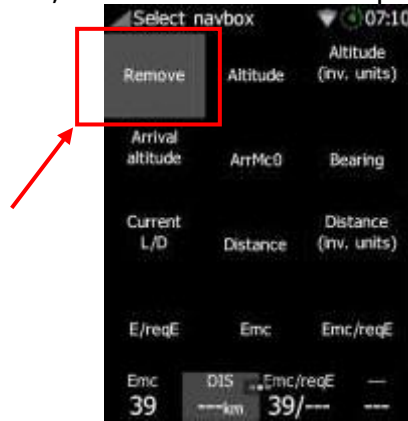 Select navbox 07:10
Remove
Altitude
Altitude
(inv. units)
Arrival
altitude
ArrMc0
Bearing
Current
L/D
Distance
Distance
(inv. units)
E/reqE
Emc
Emc/reqE
Emc DIS Emc/reqE ---
39 ---km 39/--- ---